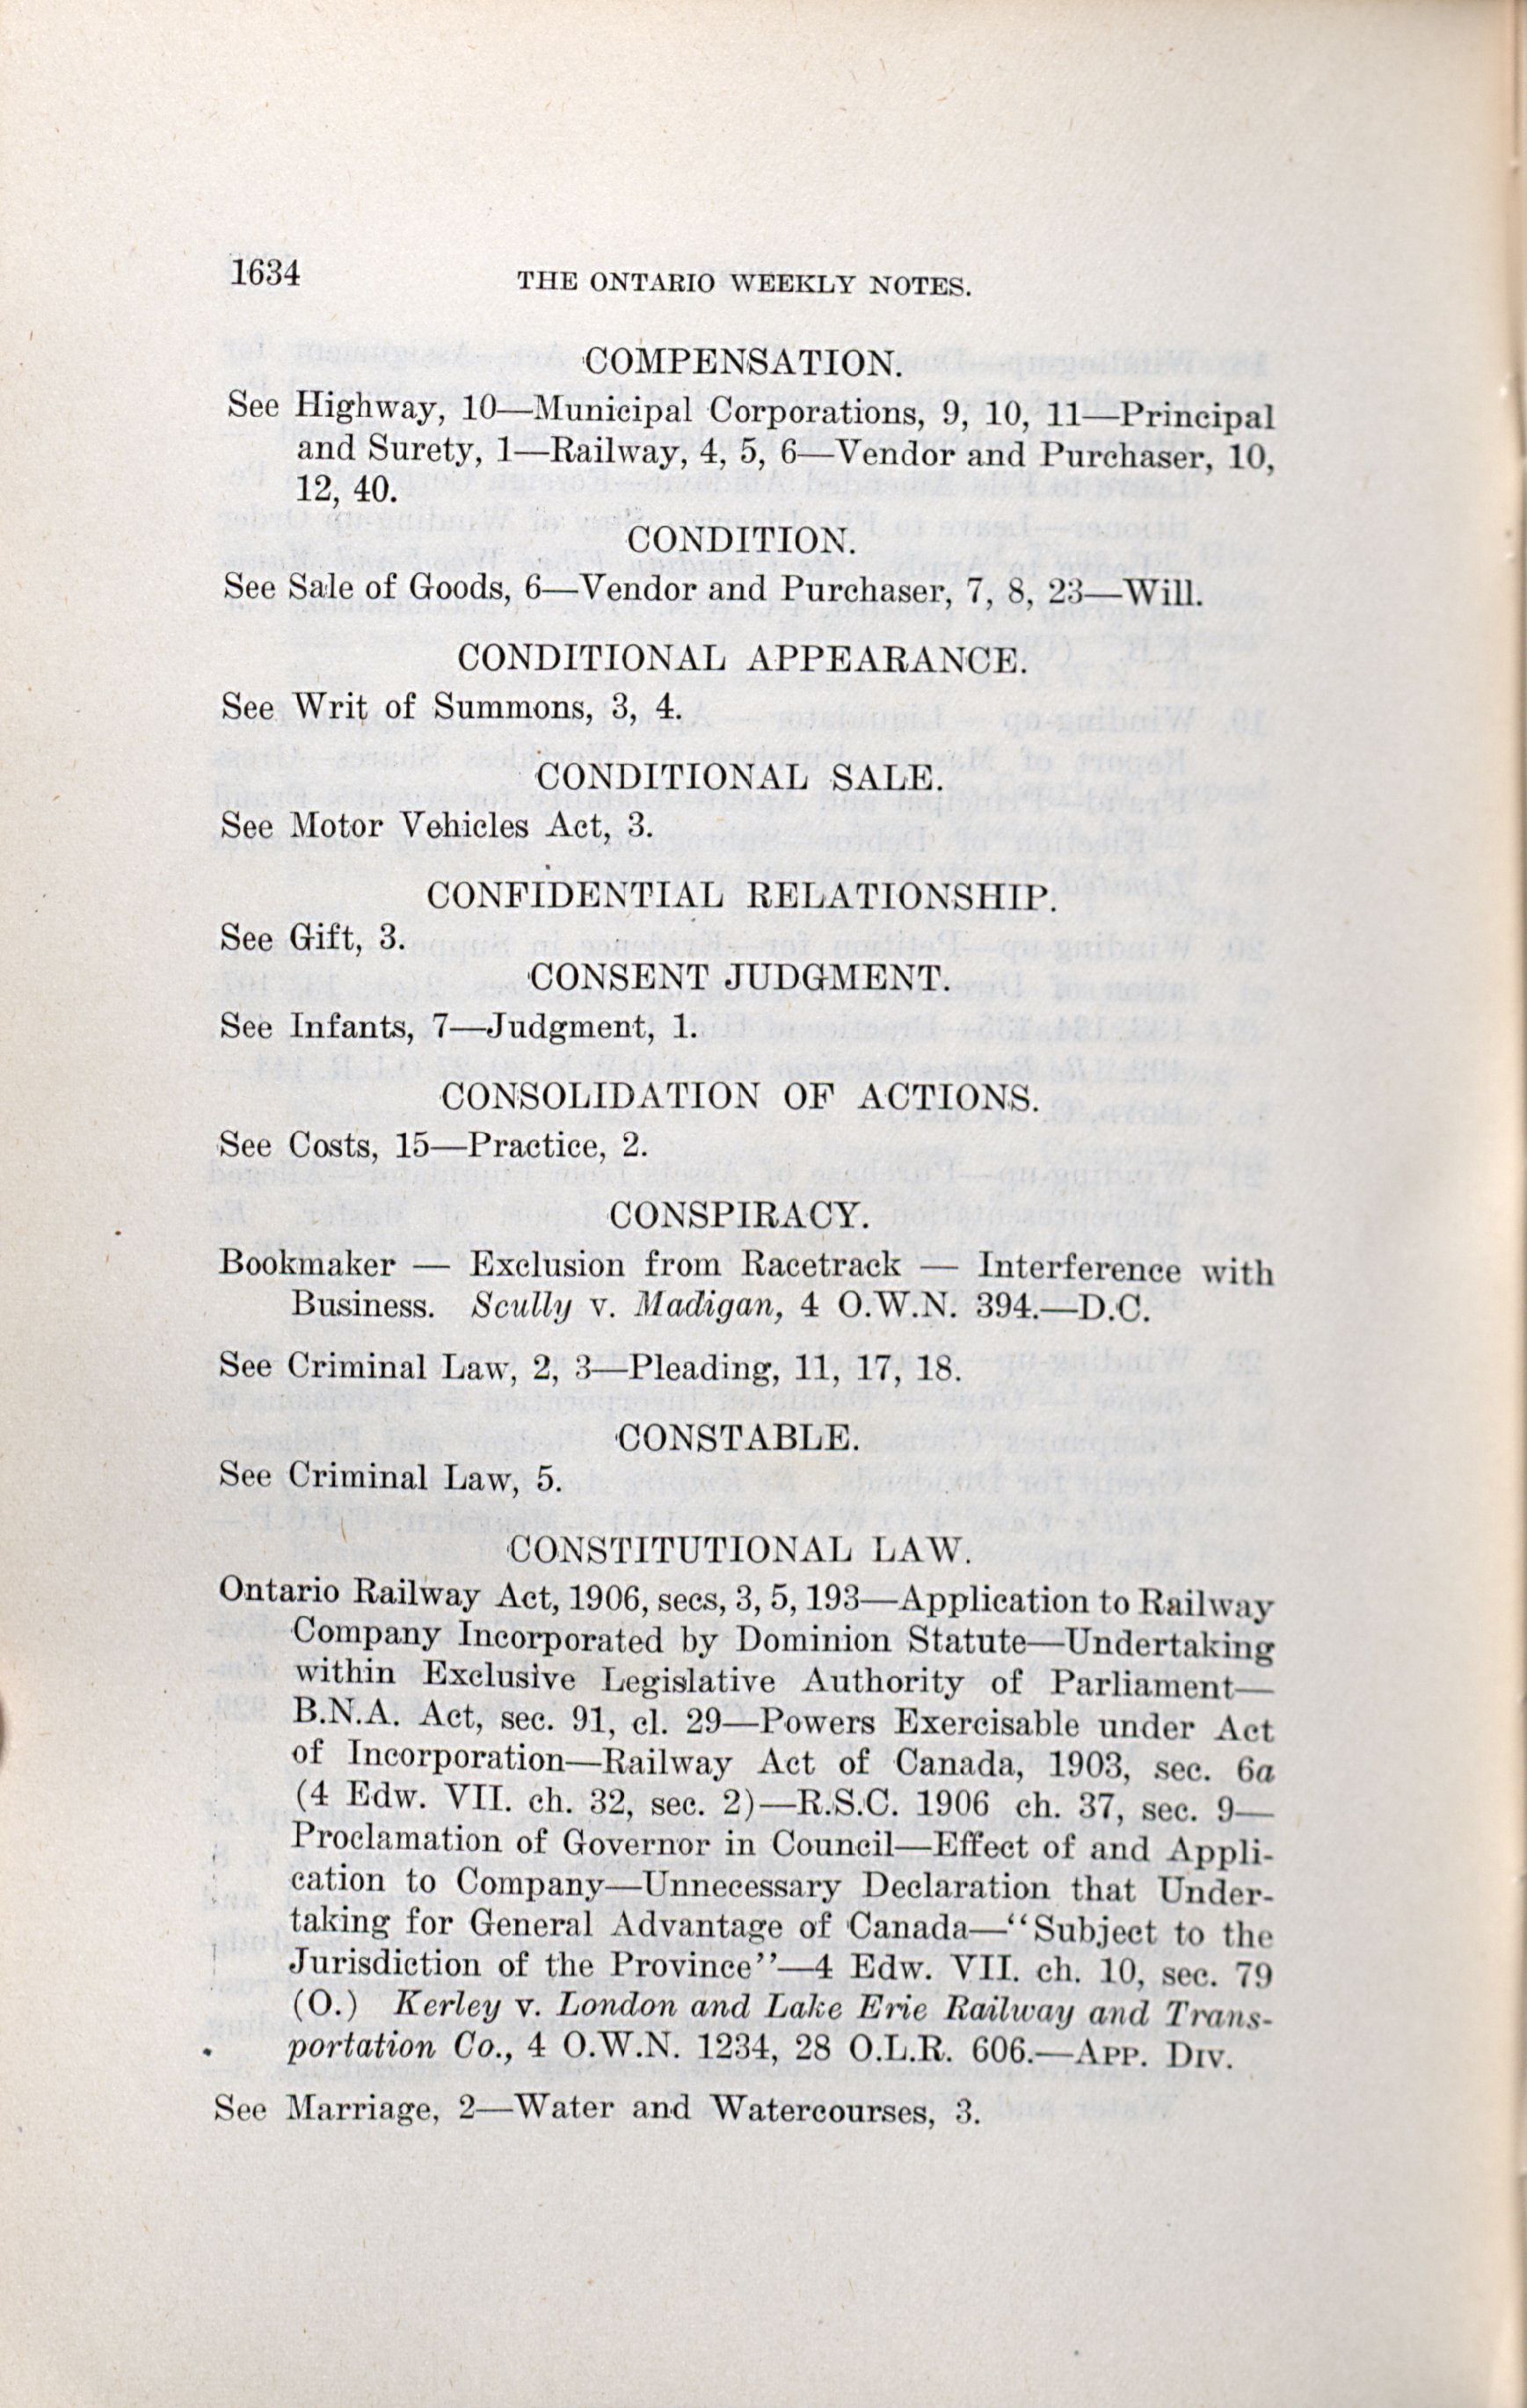 1634
THE ONTARIO WEEKLY NOTES.
COMPENSATION.
See Highway, 10—Municipal Corporations, 9, 10, 11—Principal
and Surety, 1—Railway, 4, 5, 6—Vendor and Purchaser, 10,
12, 40.
CONDITION.
See Sale of Goods, 6—Vendor and Purchaser, 7, 8, 23—Will.
CONDITIONAL APPEARANCE.
See Writ of Summons, 3, 4.
CONDITIONAL SALE.
See Motor Vehicles Act, 3.
CONFIDENTIAL RELATIONSHIP.
See Gift, 3.
CONSENT JUDGMENT.
See Infants, 7—Judgment, 1.
CONSOLIDATION OF ACTIONS.
See Costs, 15—Practice, 2.
CONSPIRACY.
Bookmaker — Exclusion from Racetrack — Interference with
Business. Scully v. Madigan, 4 O.W.N. 394.—D.C.
See Criminal Law, 2, 3—Pleading, 11, 17, 18.
CONSTABLE.
See Criminal Law, 5.
CONSTITUTIONAL LAW.
Ontario Railway Act, 1906, secs, 3, 5, 193—Application to Railway
Company Incorporated by Dominion Statute—Undertaking
within Exclusive Legislative Authority of Parliament—
B.N.A. Act, sec. 91, cl. 29—Powers Exercisable under Act
of Incorporation—Railway Act of Canada, 1903, sec. 6a
(4 Edw. VII. ch. 32, sec. 2)—R.S.C. 1906 ch. 37, sec. 9—
Proclamation of Governor in Council—Effect of and Appli-
cation to Company—Unnecessary Declaration that Under-
taking for General Advantage of Canada—"Subject to the
Jurisdiction of the Province"—4 Edw. VII. ch. 10, sec. 79
(O.) Kerley v. London and Lake Erie Railway and Trans-
portation Co., 4 O.W.N. 1234, 28 O.L.R. 606.—App. Div.
See Marriage, 2—Water and Watercourses, 3.